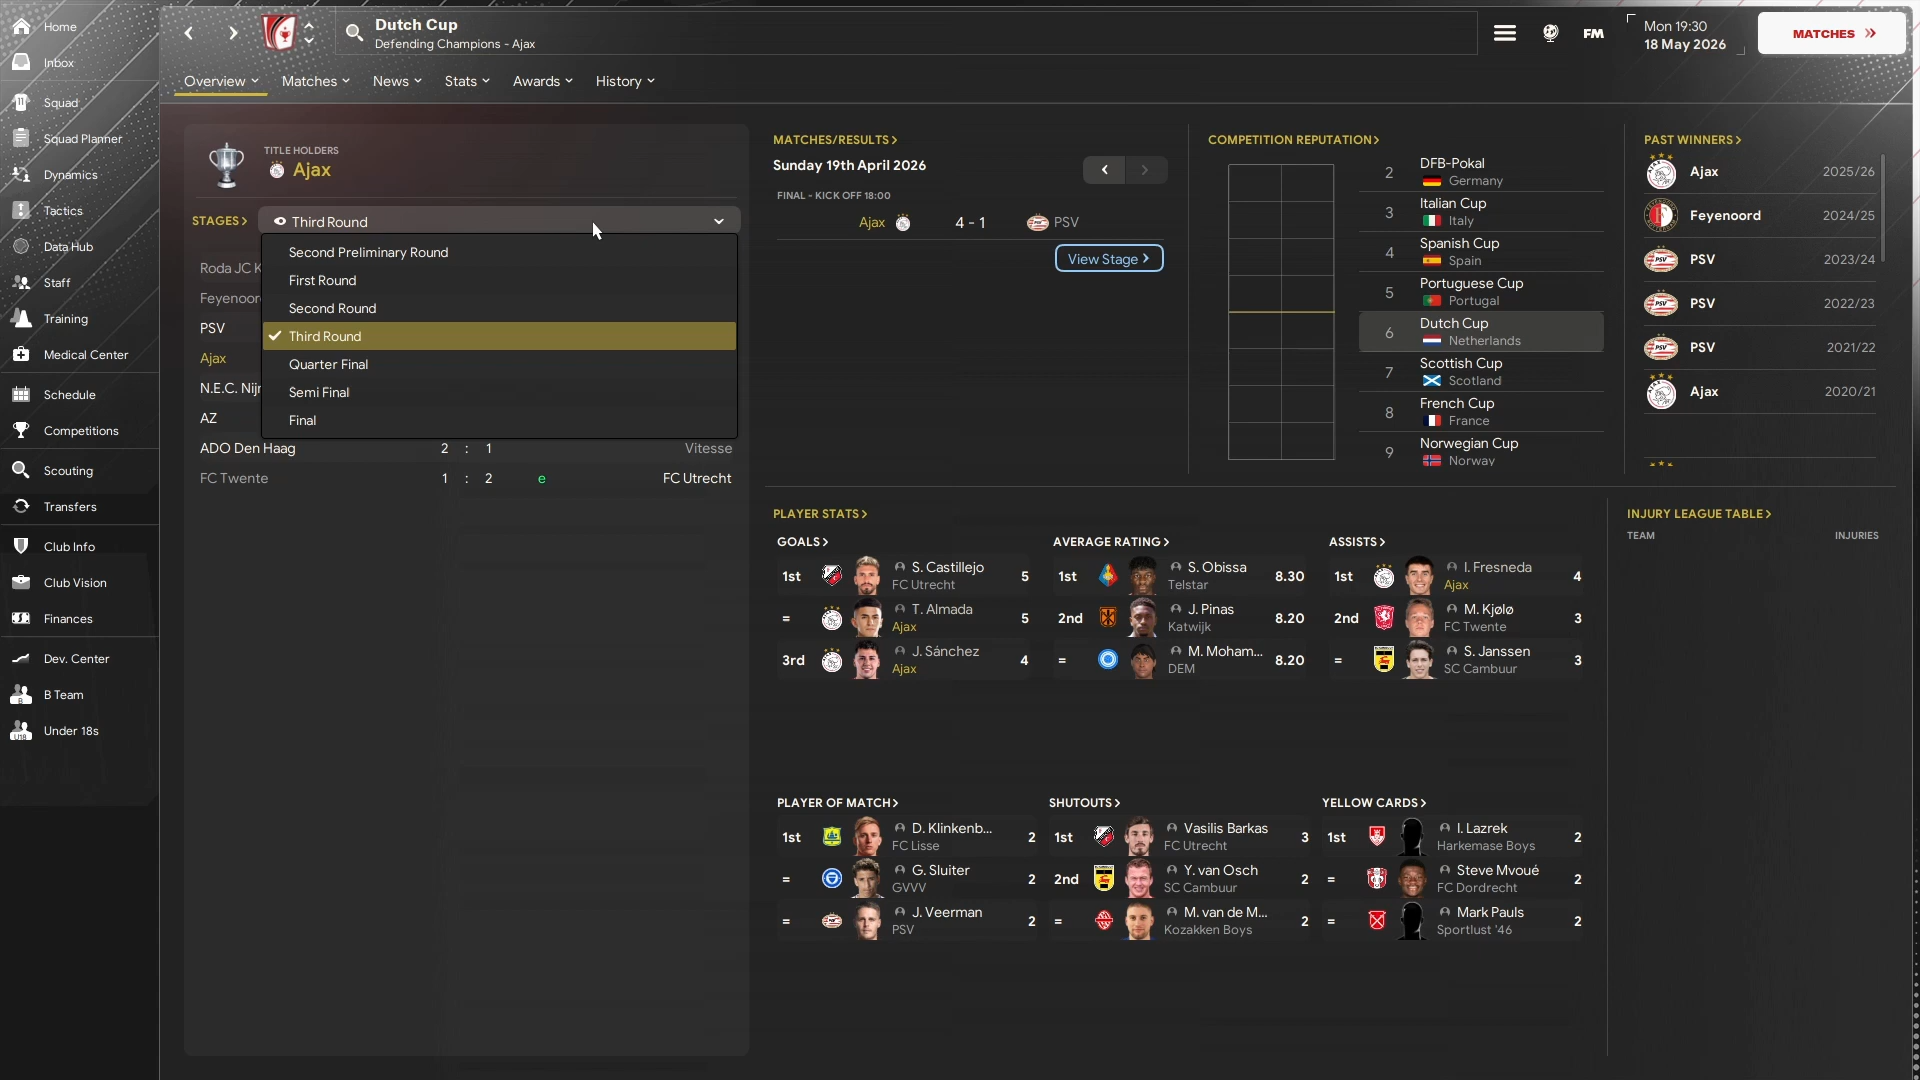 Home
Inbox
Squad
Squad Planner
Dynamics
Tactics
Data Hub
Staff
Training
Medical Center
Schedule
Competitions
Scouting
Transfers
Club Info
Club Vision
Finances
Dev. Center
B Team
Under 18s
Dutch Cup
Defending Champions - Ajax
FM
Mon 19:30
18 May 2026
MATCHES
Overview
Matches
News
Stats
Awards
History
TITLE HOLDERS
Ajax
STAGES
Third Round
Second Preliminary Round
First Round
Second Round
Third Round
Quarter Final
Semi Final
Final
Roda JC K
Feyenoor
PSV
Ajax
N.E.C. Nijr
AZ
ADO Den Haag 2 : 1 Vitesse
FC Twente 1 : 2 e FC Utrecht
MATCHES/RESULTS
Sunday 19th April 2026
FINAL - KICK OFF 18:00
Ajax 4 - 1 PSV
View Stage
COMPETITION REPUTATION
2 DFB-Pokal
Germany
3 Italian Cup
Italy
4 Spanish Cup
Spain
5 Portuguese Cup
Portugal
6 Dutch Cup
Netherlands
7 Scottish Cup
Scotland
8 French Cup
France
9 Norwegian Cup
Norway
PAST WINNERS
Ajax 2025/26
Feyenoord 2024/25
PSV 2023/24
PSV 2022/23
PSV 2021/22
Ajax 2020/21
PLAYER STATS
GOALS
1st S. Castillejo 5
FC Utrecht
= T. Almada 5
Ajax
3rd J. Sánchez 4
Ajax
AVERAGE RATING
1st S. Obissa 8.30
Telstar
2nd J. Pinas 8.20
Katwijk
= M. Moham... 8.20
DEM
ASSISTS
1st I. Fresneda 4
Ajax
2nd M. Kjølø 3
FC Twente
= S. Janssen 3
SC Cambuur
INJURY LEAGUE TABLE
TEAM INJURIES
PLAYER OF MATCH
1st D. Klinkenb... 2
FC Lisse
= G. Sluiter 2
GVVV
= J. Veerman 2
PSV
SHUTOUTS
1st Vasilis Barkas 3
FC Utrecht
2nd Y. van Osch 2
SC Cambuur
= M. van de M... 2
Kozakken Boys
YELLOW CARDS
1st I. Lazrek 2
Harkemase Boys
= Steve Mvoué 2
FC Dordrecht
= Mark Pauls 2
Sportlust '46